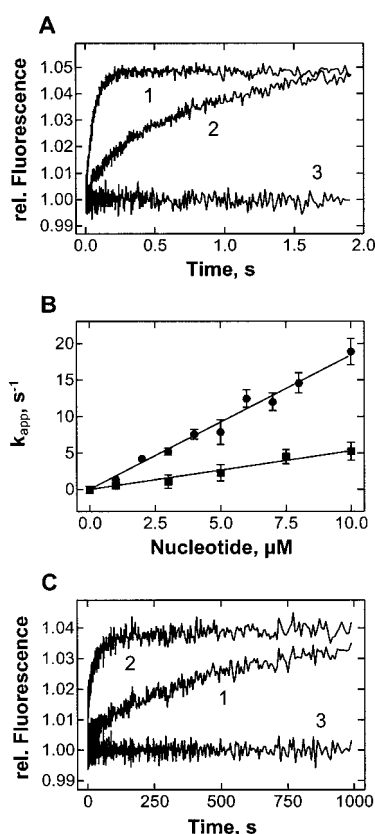 A
rel. Fluorescence
1.05
1.04
1.03
1.02
1.01
1.00
0.99
1
2
3
0.0 0.5 1.0 1.5 2.0
Time, s
B
k_app, s⁻¹
20
15
10
5
0
0.0 2.5 5.0 7.5 10.0
Nucleotide, µM
C
rel. Fluorescence
1.04
1.03
1.02
1.01
1.00
0.99
2
1
3
0 250 500 750 1000
Time, s